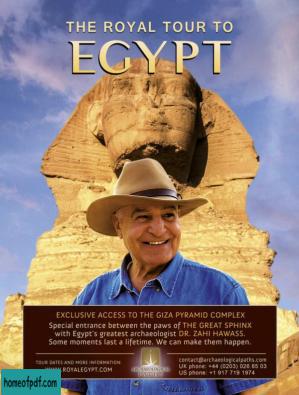 THE ROYAL TOUR TO
EGYPT
EXCLUSIVE ACCESS TO THE GIZA PYRAMID COMPLEX
Special entrance between the paws of THE GREAT SPHINX
with Egypt's greatest archaeologist DR. ZAHI HAWASS.
Some moments last a lifetime. We can make them happen.
TOUR DATES AND MORE INFORMATION:
WWW.ROYALEGYPT.COM
ARCHAEOLOGICAL
PATHS
contact@archaeologicalpaths.com
UK phone: +44 (0203) 026 85 03
US phone: +1 917 719 1974
homeofpdf.com